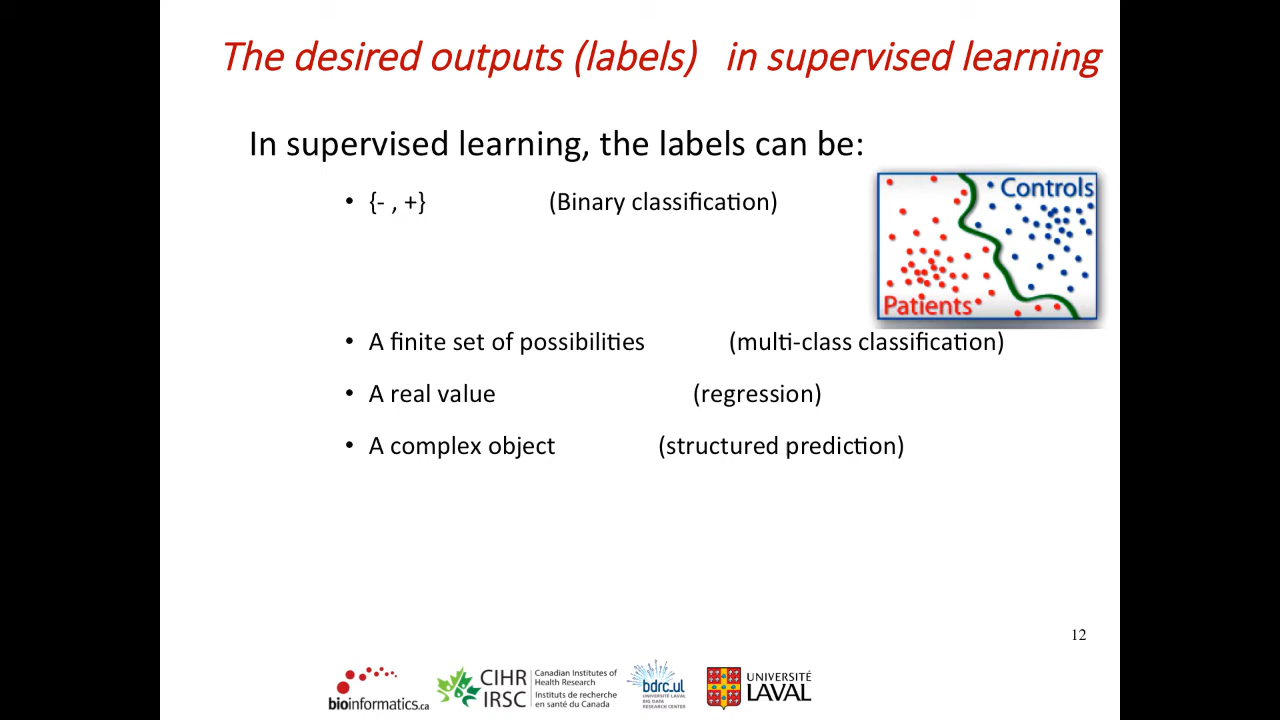 The desired outputs (labels) in supervised learning
In supervised learning, the labels can be:
• {- , +} (Binary classification)
Controls
Patients
• A finite set of possibilities (multi-class classification)
• A real value (regression)
• A complex object (structured prediction)
12
bioinformatics.ca
CIHR IRSC
Canadian Institutes of
Health Research
Instituts de recherche
en santé du Canada
bdrc_ul
UNIVERSITÉ LAVAL
BIG DATA
RESEARCH CENTER
UNIVERSITÉ
LAVAL